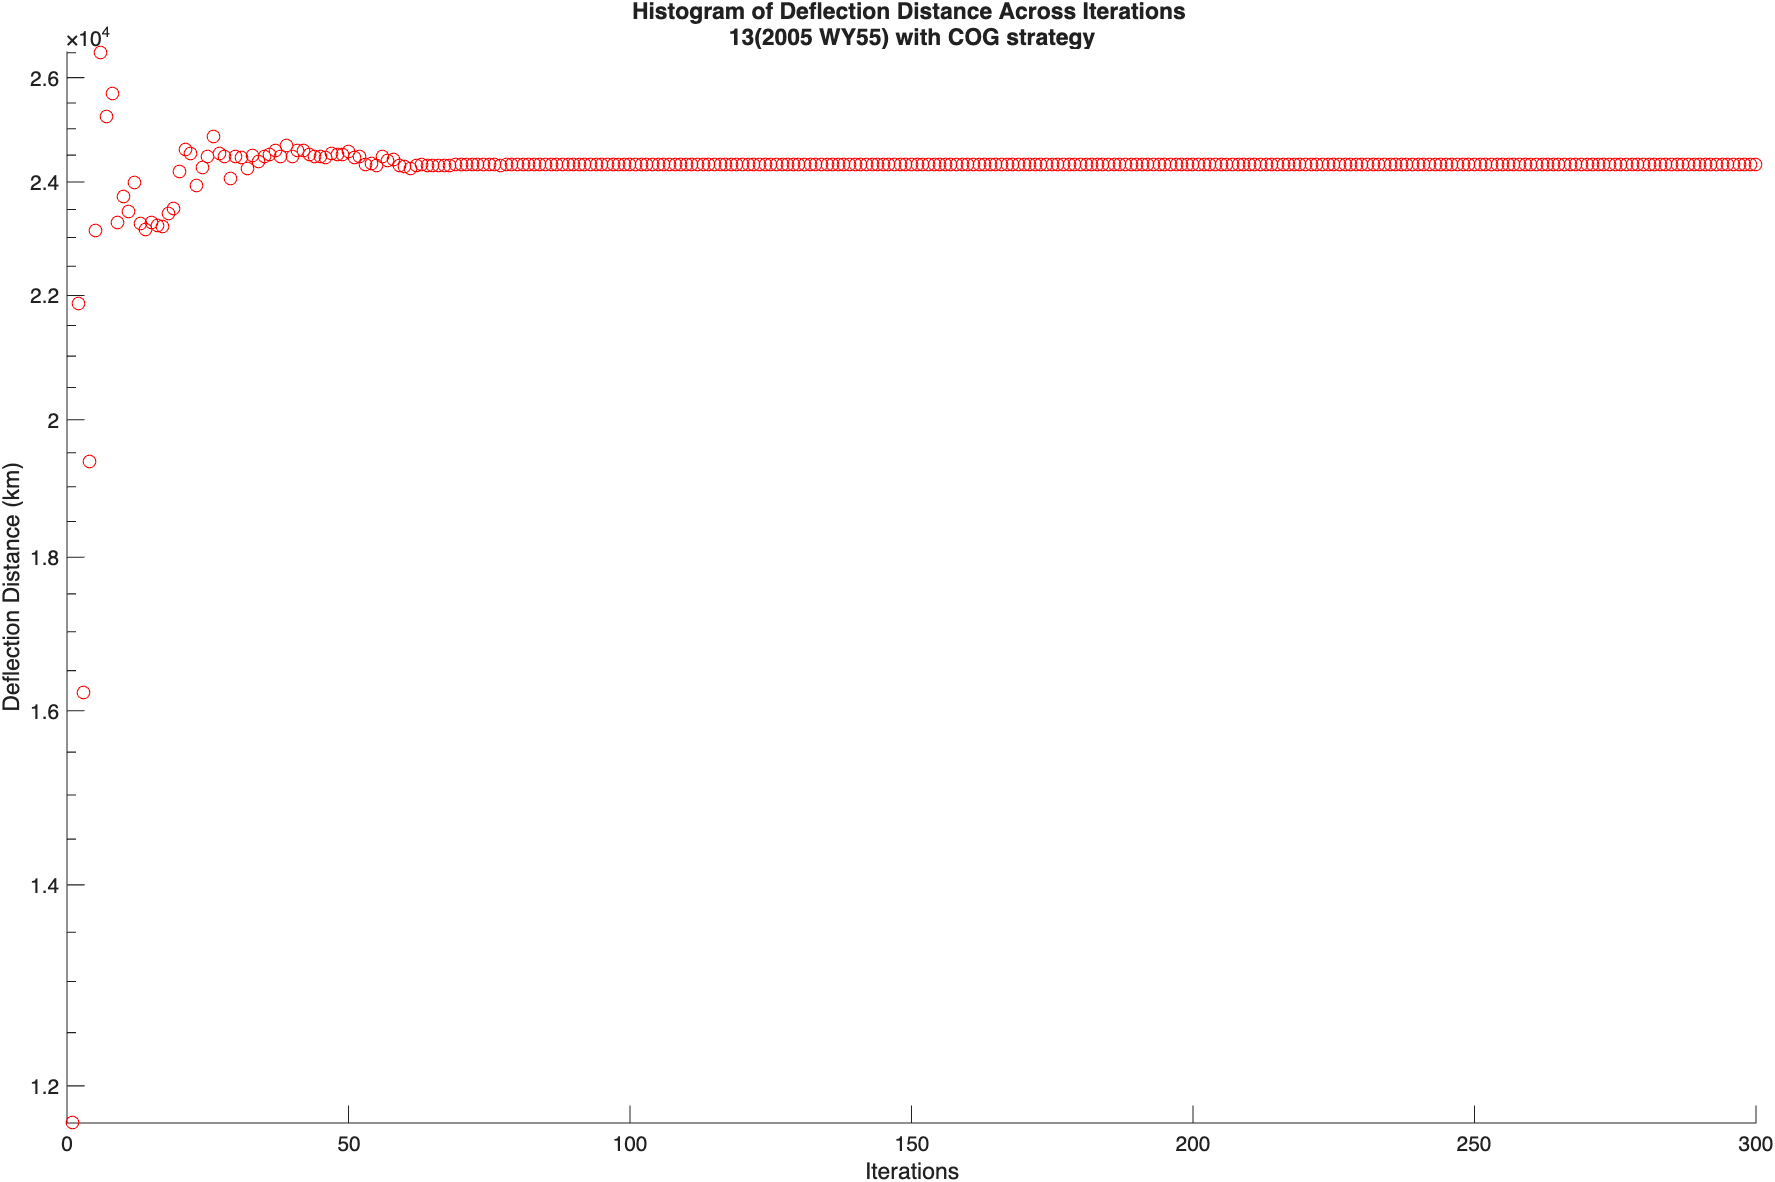 Histogram of Deflection Distance Across Iterations
13(2005 WY55) with COG strategy
×10⁴
2.6
2.4
2.2
2
1.8
1.6
1.4
1.2
Deflection Distance (km)
0 50 100 150 200 250 300
Iterations